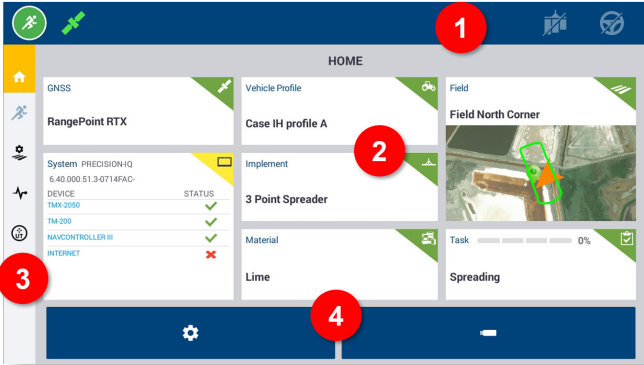 1
HOME
GNSS
RangePoint RTX
Vehicle Profile
Case IH profile A
Field
Field North Corner
2
System PRECISION-IQ
6.40.000.51.3-0714FAC-
DEVICE STATUS
TMX-2050
TM-200
NAVCONTROLLER III
INTERNET
Implement
3 Point Spreader
UT
3
Material
Lime
Task 0%
Spreading
4